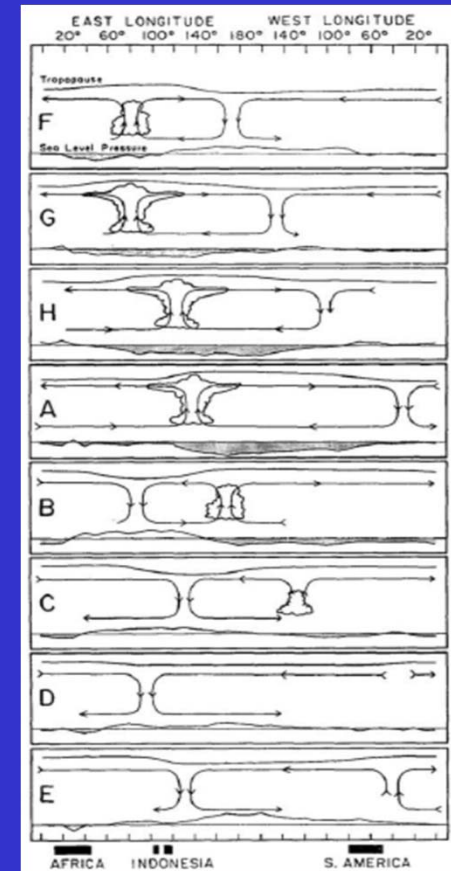 EAST LONGITUDE WEST LONGITUDE
20° 60° 100° 140° 180° 140° 100° 60° 20°
Tropopause
F
Sea Level Pressure
G
H
A
B
C
D
E
AFRICA INDONESIA S. AMERICA